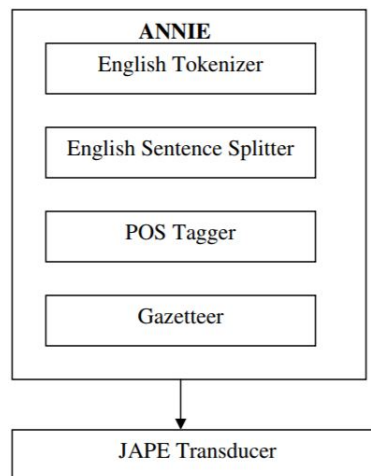 ANNIE
English Tokenizer
English Sentence Splitter
POS Tagger
Gazetteer
JAPE Transducer